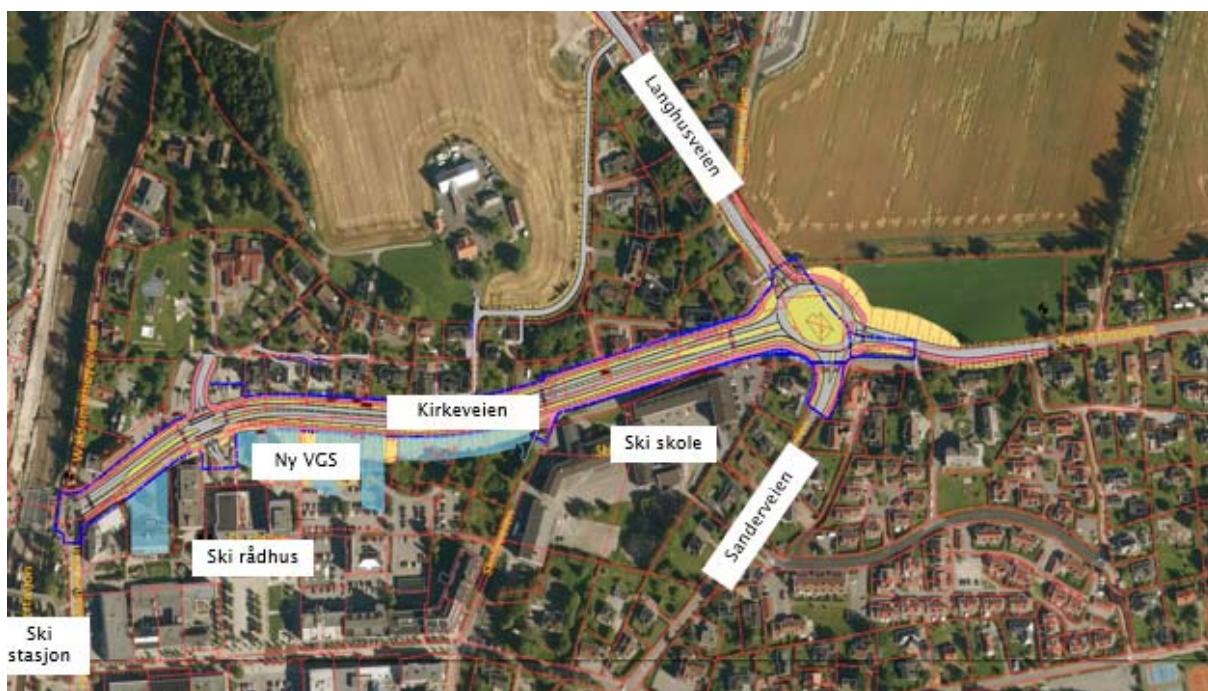 Langhusveien
Kirkeveien
Ny VGS
Ski skole
Sanderveien
Ski rådhus
Ski
stasjon